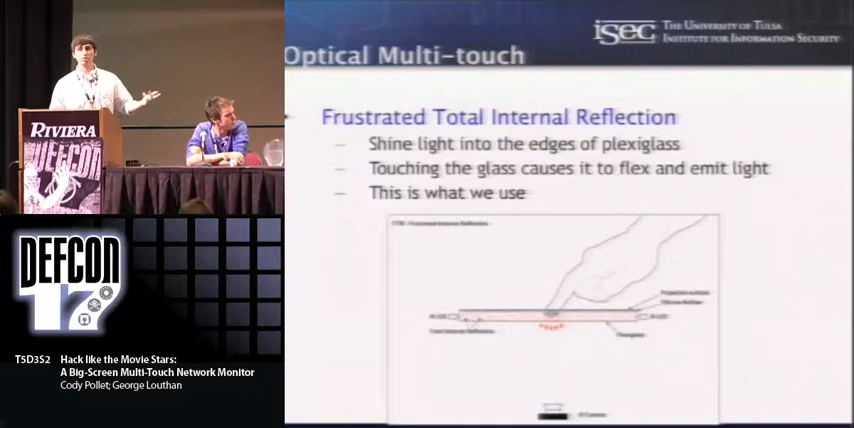 isec THE UNIVERSITY OF TULSA
INSTITUTE FOR INFORMATION SECURITY
Optical Multi-touch
Frustrated Total Internal Reflection
– Shine light into the edges of plexiglass
– Touching the glass causes it to flex and emit light
– This is what we use
RIVIERA
DEFCON
DEFCON
17
T5D3S2 Hack like the Movie Stars:
A Big-Screen Multi-Touch Network Monitor
Cody Pollet; George Louthan